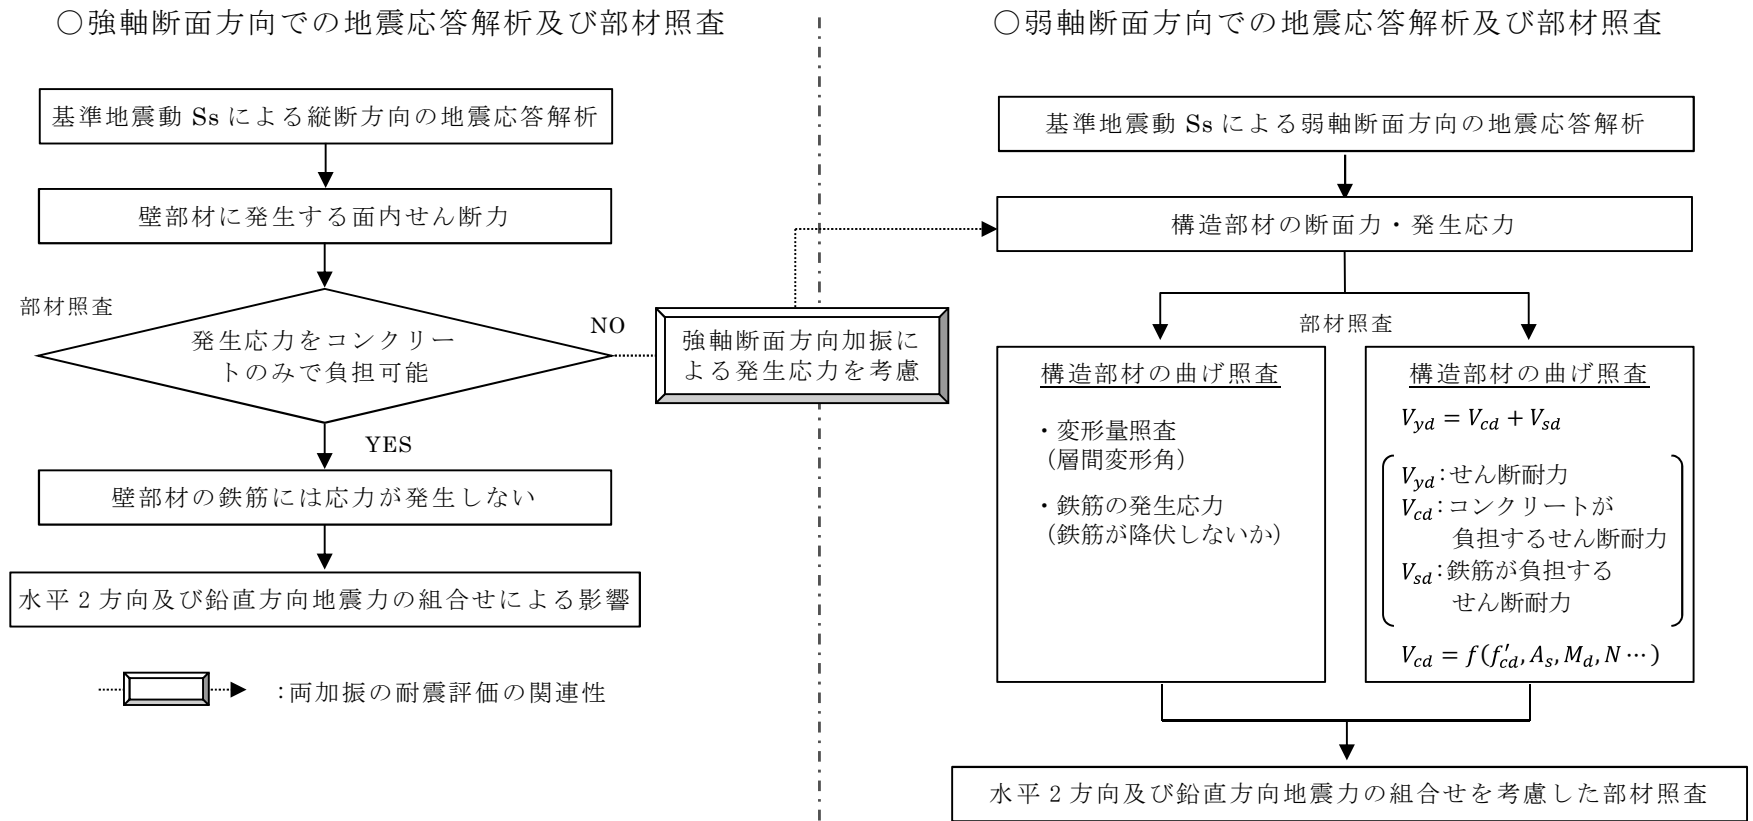 ○強軸断面方向での地震応答解析及び部材照査
基準地震動 Ss による縦断方向の地震応答解析
壁部材に発生する面内せん断力
部材照査
発生応力をコンクリー
トのみで負担可能
NO
YES
強軸断面方向加振に
よる発生応力を考慮
壁部材の鉄筋には応力が発生しない
水平 2 方向及び鉛直方向地震力の組合せによる影響
:両加振の耐震評価の関連性
○弱軸断面方向での地震応答解析及び部材照査
基準地震動 Ss による弱軸断面方向の地震応答解析
構造部材の断面力・発生応力
部材照査
構造部材の曲げ照査
・変形量照査
（層間変形角）
・鉄筋の発生応力
（鉄筋が降伏しないか）
構造部材の曲げ照査
V_{yd} = V_{cd} + V_{sd}
V_{yd}:せん断耐力
V_{cd}:コンクリートが
負担するせん断耐力
V_{sd}:鉄筋が負担する
せん断耐力
V_{cd} = f(f'_{cd}, A_s, M_d, N ⋯)
水平 2 方向及び鉛直方向地震力の組合せを考慮した部材照査